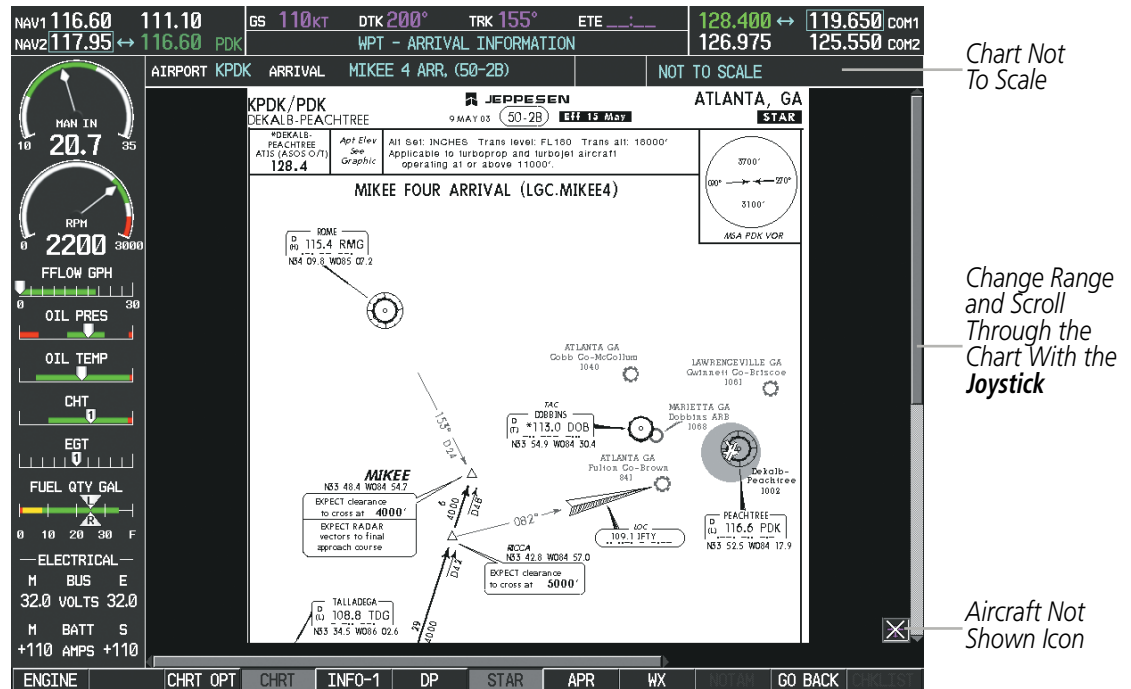 NAV1 116.60 111.10
NAV2 117.95 ↔ 116.60 PDK
GS 110KT DTK 200° TRK 155° ETE __:__
WPT - ARRIVAL INFORMATION
128.400 ↔ 119.650 COM1
126.975 125.550 COM2
AIRPORT KPDK ARRIVAL MIKEE 4 ARR, (50-2B) NOT TO SCALE
Chart Not
To Scale
MAN IN
20.7
10 35
RPM
2200
0 3000
FFLOW GPH
0 30
OIL PRES
OIL TEMP
CHT
1
EGT
1
FUEL QTY GAL
L
R
0 10 20 30 F
ELECTRICAL
M BUS E
32.0 VOLTS 32.0
M BATT S
+110 AMPS +110
KPDK/PDK
DEKALB-PEACHTREE
JEPPESEN
9 MAY 03 50-2B Eff 15 May
ATLANTA, GA
STAR
*DEKALB-
PEACHTREE
ATIS (ASOS O/T)
128.4
Apt Elev
See
Graphic
Alt Set: INCHES Trans level: FL180 Trans alt: 18000'
Applicable to turboprop and turbojet aircraft
operating at or above 11000'.
3700'
090° 270°
3100'
MSA PDK VOR
MIKEE FOUR ARRIVAL (LGC.MIKEE4)
ROME
D
(H) 115.4 RMG
N34 09.8 W085 07.2
ATLANTA GA
Cobb Co-McCollum
1040
LAWRENCEVILLE GA
Gwinnett Co-Briscoe
1061
TAC
DOBBINS
D
(T) *113.0 DOB
N33 54.9 W084 30.4
MARIETTA GA
Dobbins ARB
1068
153° D24
ATLANTA GA
Fulton Co-Brown
841
Dekalb-
Peachtree
1002
MIKEE
N33 48.4 W084 54.7
EXPECT clearance
to cross at 4000'
EXPECT RADAR
vectors to final
approach course
6
4000
D48
082°
LOC
109.1 IFTY
PEACHTREE
D
(L) 116.6 PDK
N33 52.5 W084 17.9
RICCA
N33 42.8 W084 57.0
EXPECT clearance
to cross at 5000'
D42
TALLADEGA
D
(L) 108.8 TDG
N33 34.5 W086 02.6
29
4000
Change Range
and Scroll
Through the
Chart With the
Joystick
Aircraft Not
Shown Icon
ENGINE CHRT OPT CHRT INFO-1 DP STAR APR WX NOTAM GO BACK CHKLIST